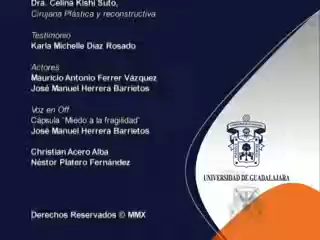 Dra. Celina Kishi Suto,
Cirujana Plástica y reconstructiva
Testimonio
Karla Michelle Díaz Rosado
Actores
Mauricio Antonio Ferrer Vázquez
José Manuel Herrera Barrietos
Voz en Off
Cápsula "Miedo a la fragilidad"
José Manuel Herrera Barrietos
Christian Acero Alba
Néstor Platero Fernández
UNIVERSIDAD DE GUADALAJARA
Derechos Reservados © MMX